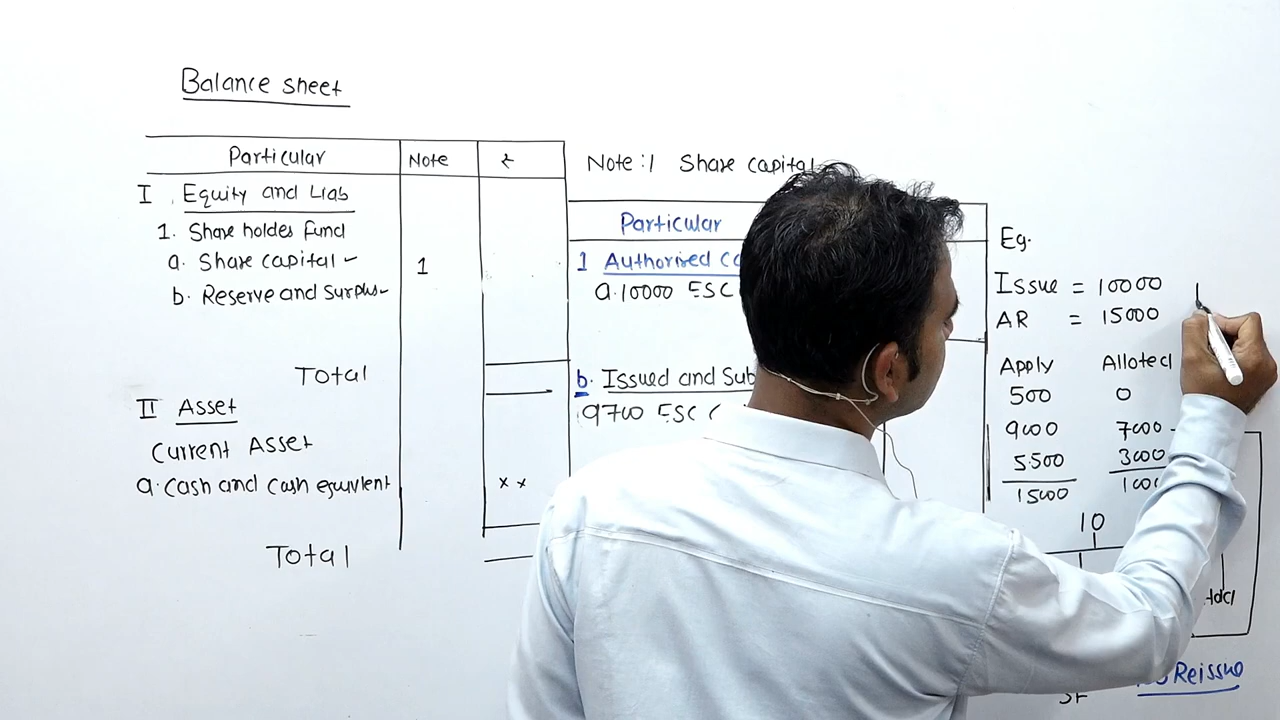 Balance sheet
Particular Note ₹
I Equity and Liab
1. Share holdes fund
a. Share capital
1
b. Reserve and Surplus
Total
II Asset
Current Asset
a. Cash and Cash equivlent x x
Total
Note :1 Share capital
Particular
1 Authorised
a. 10000 ESC
b. Issued and Sub
9700 ESC (
Eg.
Issue = 10000
AR = 15000
Apply Alloted
500 0
9000 7000
5500 3000
15000
10
Reissue